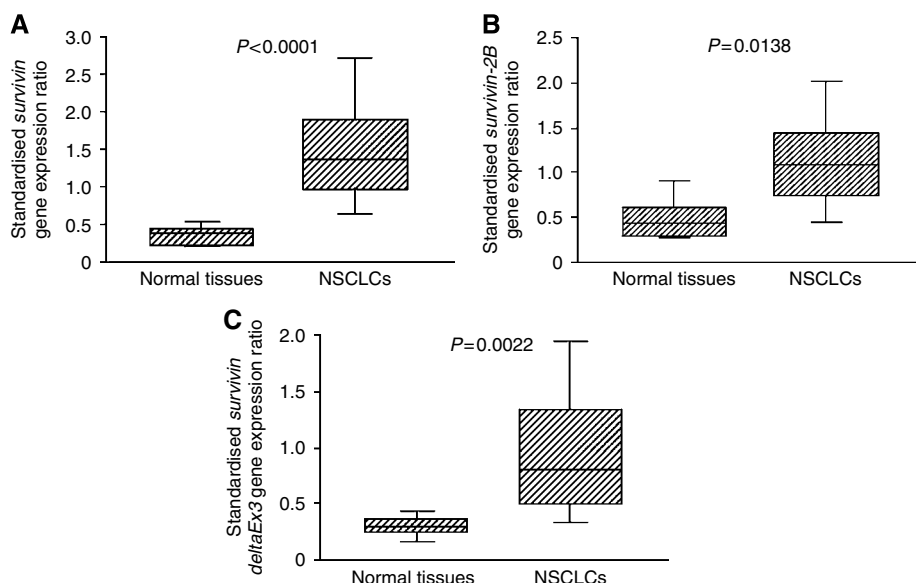 A
Standardised survivin
gene expression ratio
3.0
2.5
2.0
1.5
1.0
0.5
0
P<0.0001
Normal tissues
NSCLCs
B
Standardised survivin-2B
gene expression ratio
2.5
2.0
1.5
1.0
0.5
0
P=0.0138
Normal tissues
NSCLCs
C
Standardised survivin
deltaEx3 gene expression ratio
2.0
1.5
1.0
0.5
0
P=0.0022
Normal tissues
NSCLCs